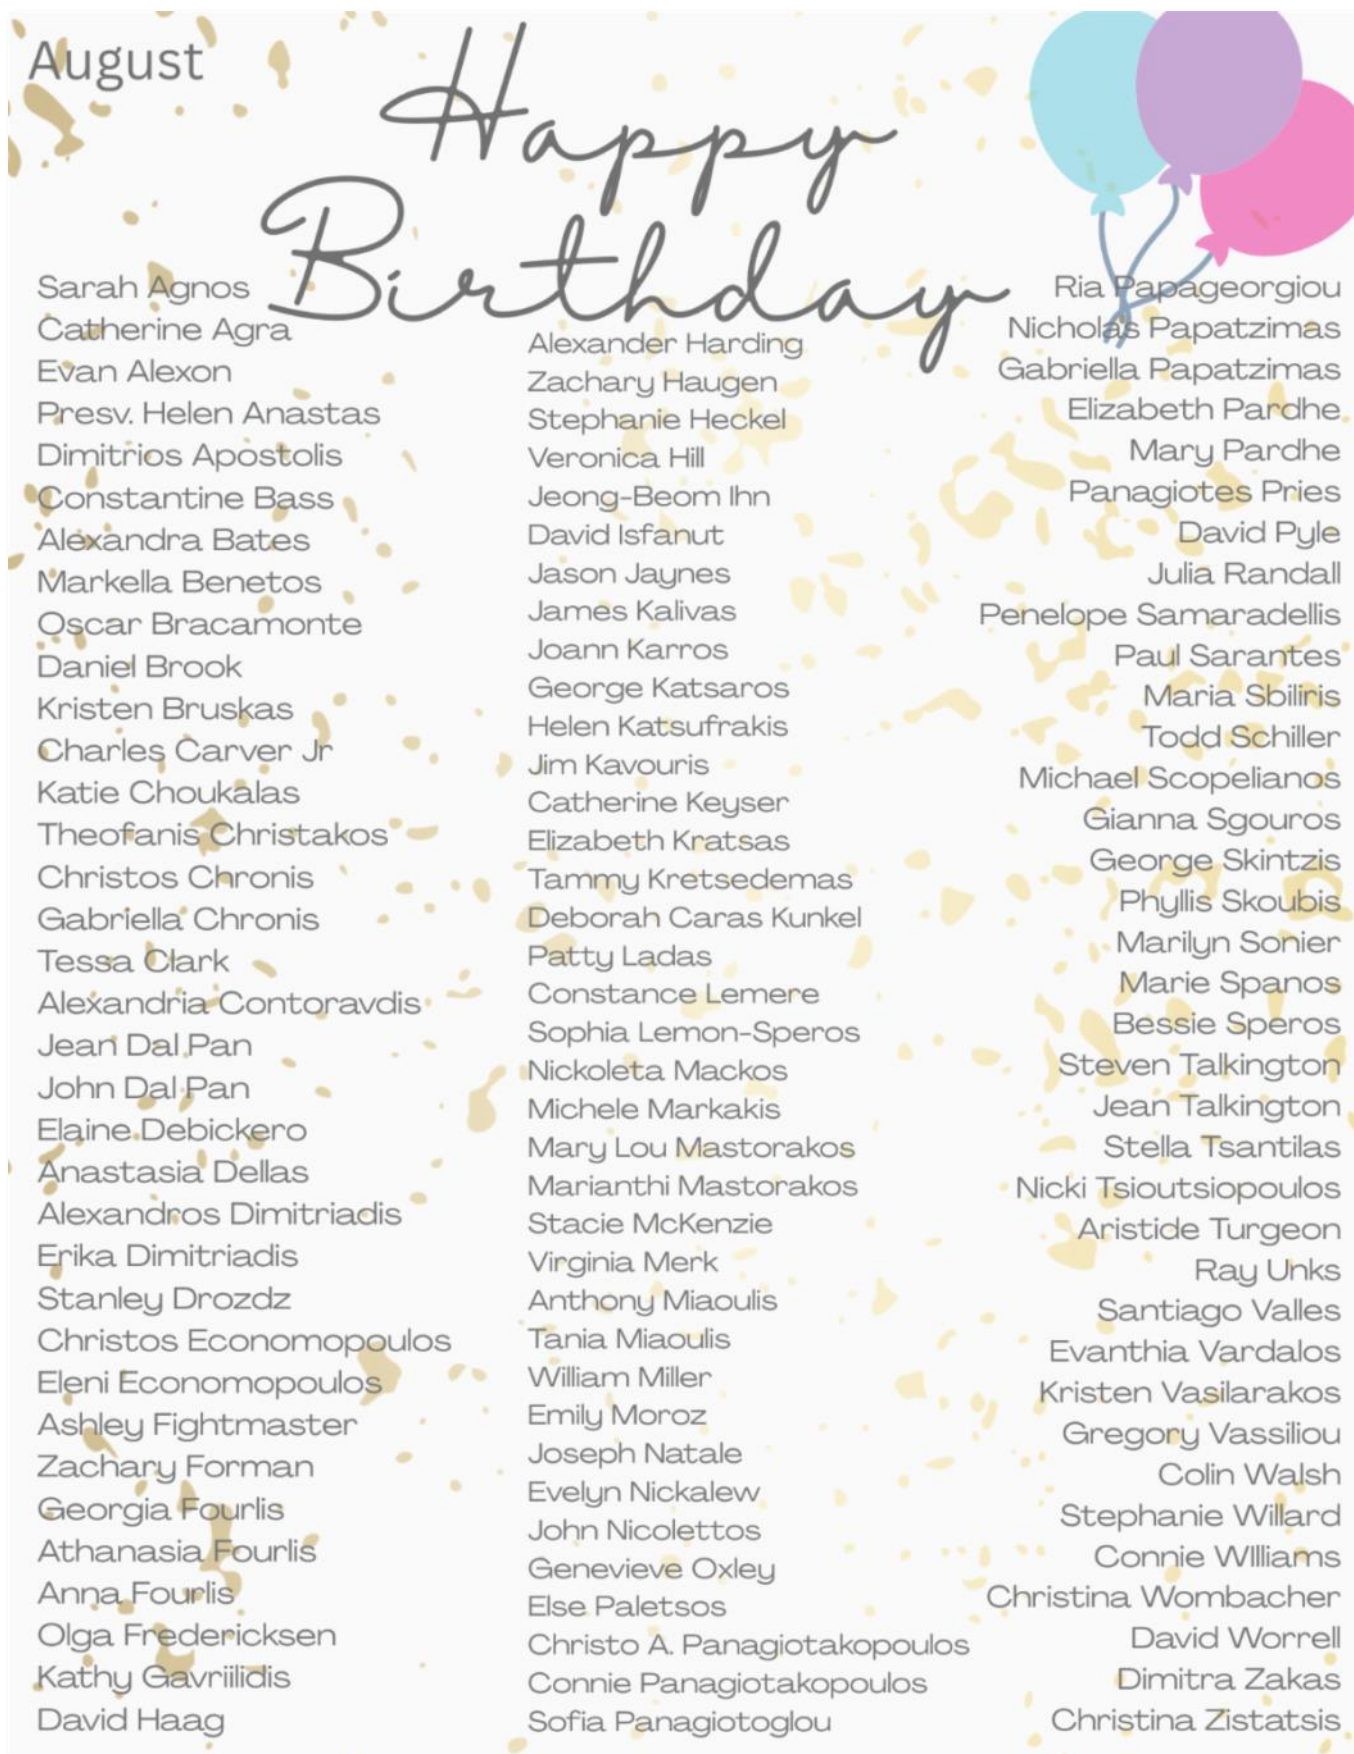 August
Happy
Birthday
Sarah Agnos
Catherine Agra
Evan Alexon
Presv. Helen Anastas
Dimitrios Apostolis
Constantine Bass
Alexandra Bates
Markella Benetos
Oscar Bracamonte
Daniel Brook
Kristen Bruskas
Charles Carver Jr
Katie Choukalas
Theofanis Christakos
Christos Chronis
Gabriella Chronis
Tessa Clark
Alexandria Contoravdis
Jean Dal Pan
John Dal Pan
Elaine Debickero
Anastasia Dellas
Alexandros Dimitriadis
Erika Dimitriadis
Stanley Drozdz
Christos Economopoulos
Eleni Economopoulos
Ashley Fightmaster
Zachary Forman
Georgia Fourlis
Athanasia Fourlis
Anna Fourlis
Olga Fredericksen
Kathy Gavriilidis
David Haag
Alexander Harding
Zachary Haugen
Stephanie Heckel
Veronica Hill
Jeong-Beom Ihn
David Isfanut
Jason Jaynes
James Kalivas
Joann Karros
George Katsaros
Helen Katsufrakis
Jim Kavouris
Catherine Keyser
Elizabeth Kratsas
Tammy Kretsedemas
Deborah Caras Kunkel
Patty Ladas
Constance Lemere
Sophia Lemon-Speros
Nickoleta Mackos
Michele Markakis
Mary Lou Mastorakos
Marianthi Mastorakos
Stacie McKenzie
Virginia Merk
Anthony Miaoulis
Tania Miaoulis
William Miller
Emily Moroz
Joseph Natale
Evelyn Nickalew
John Nicolettos
Genevieve Oxley
Else Paletsos
Christo A. Panagiotakopoulos
Connie Panagiotakopoulos
Sofia Panagiotoglou
Ria Papageorgiou
Nicholas Papatzimas
Gabriella Papatzimas
Elizabeth Pardhe
Mary Pardhe
Panagiotes Pries
David Pyle
Julia Randall
Penelope Samaradellis
Paul Sarantes
Maria Sbiliris
Todd Schiller
Michael Scopelianos
Gianna Sgouros
George Skintzis
Phyllis Skoubis
Marilyn Sonier
Marie Spanos
Bessie Speros
Steven Talkington
Jean Talkington
Stella Tsantilas
Nicki Tsioutsiopoulos
Aristide Turgeon
Ray Unks
Santiago Valles
Evanthia Vardalos
Kristen Vasilarakos
Gregory Vassiliou
Colin Walsh
Stephanie Willard
Connie WIlliams
Christina Wombacher
David Worrell
Dimitra Zakas
Christina Zistatsis